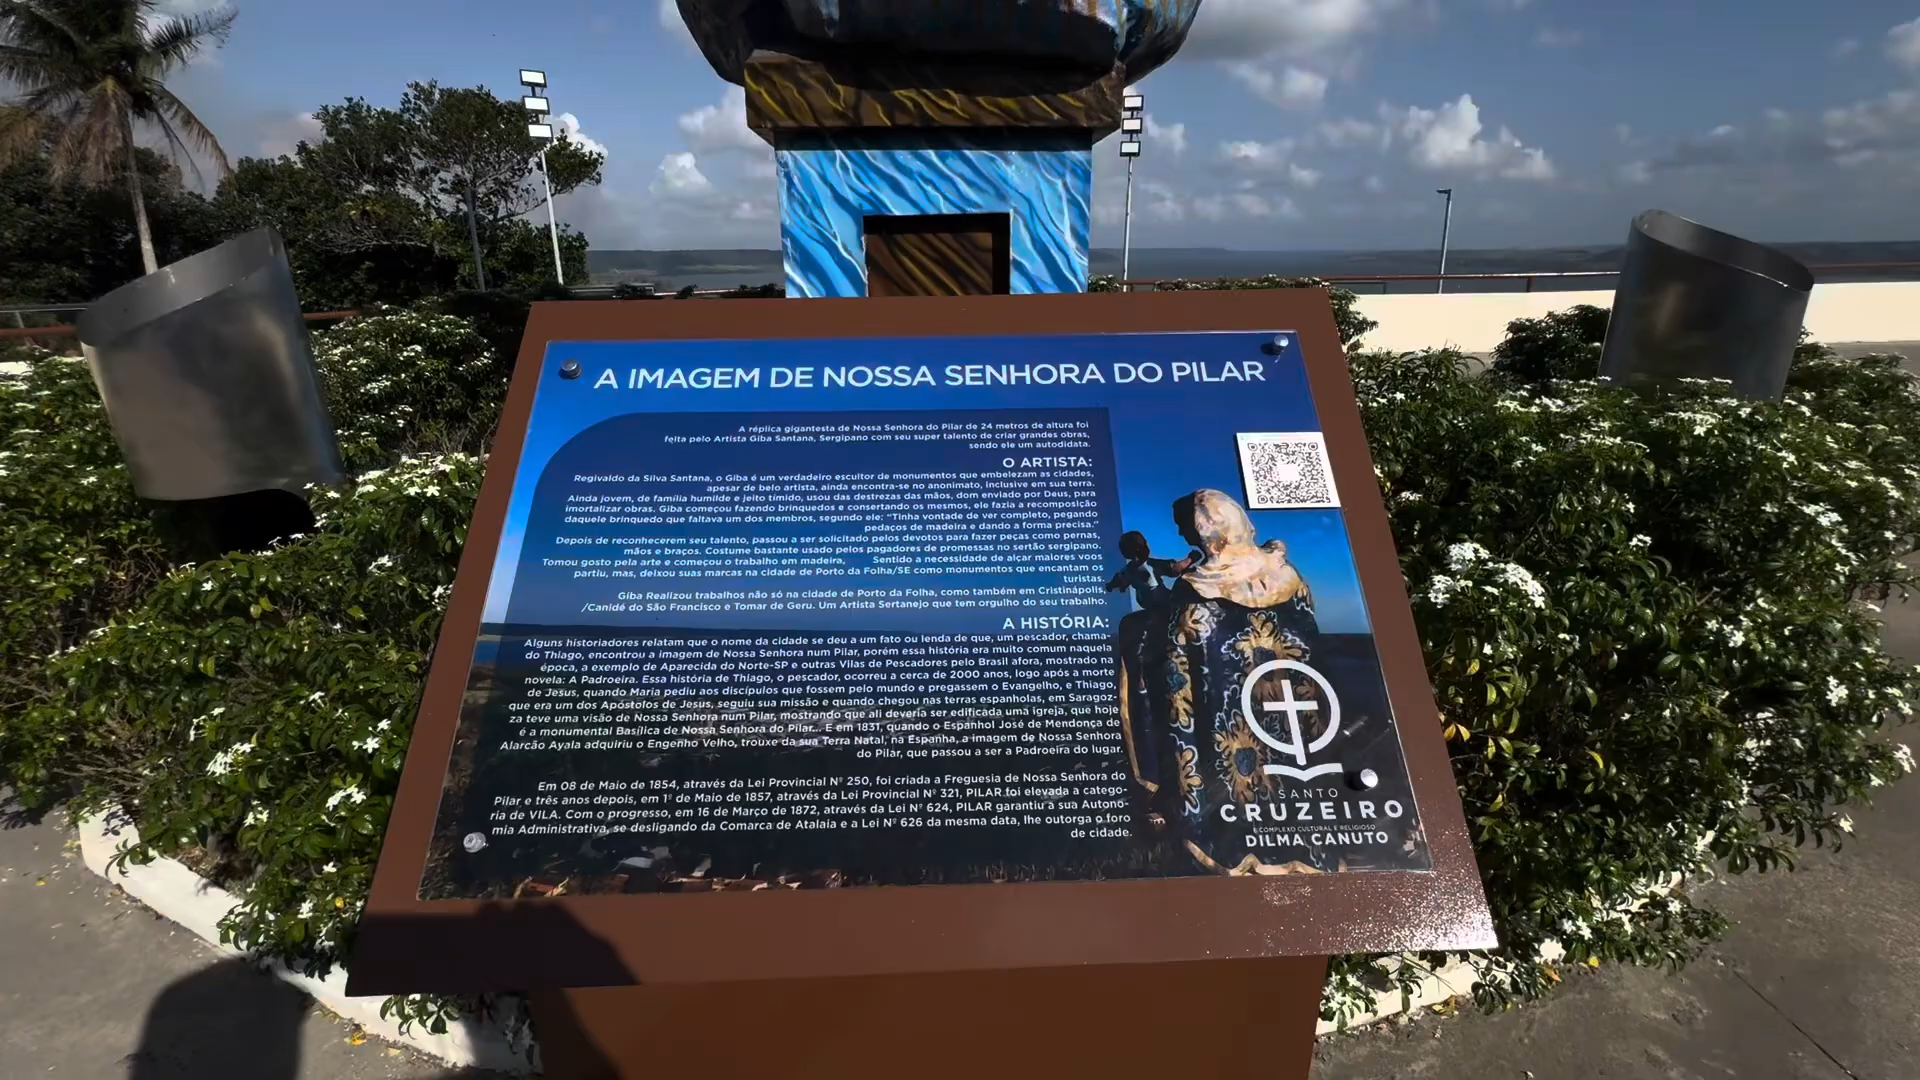 A IMAGEM DE NOSSA SENHORA DO PILAR
A réplica gigantesta de Nossa Senhora do Pilar de 24 metros de altura foi
feita pelo Artista Giba Santana, Sergipano com seu super talento de criar grandes obras,
sendo ele um autodidata.
O ARTISTA:
Regivaldo da Silva Santana, o Giba é um verdadeiro escultor de monumentos que embelezam as cidades,
apesar de belo artista, ainda encontra-se no anonimato, inclusive em sua terra.
Ainda jovem, de família humilde e jeito tímido, usou das destrezas das mãos, dom enviado por Deus, para
imortalizar obras. Giba começou fazendo brinquedos e consertando os mesmos, ele fazia a recomposição
daquele brinquedo que faltava um dos membros, segundo ele: "Tinha vontade de ver completo, pegando
pedaços de madeira e dando a forma precisa."
Depois de reconhecerem seu talento, passou a ser solicitado pelos devotos para fazer peças como pernas,
mãos e braços. Costume bastante usado pelos pagadores de promessas no sertão sergipano.
Tomou gosto pela arte e começou o trabalho em madeira, Sentido a necessidade de alçar maiores voos
partiu, mas, deixou suas marcas na cidade de Porto da Folha/SE como monumentos que encantam os
turistas.
Giba Realizou trabalhos não só na cidade de Porto da Folha, como também em Cristinápolis,
/Canidé do São Francisco e Tomar de Geru. Um Artista Sertanejo que tem orgulho do seu trabalho.
A HISTÓRIA:
Alguns historiadores relatam que o nome da cidade se deu a um fato ou lenda de que, um pescador, chama-
do Thiago, encontrou a imagem de Nossa Senhora num Pilar, porém essa história era muito comum naquela
época, a exemplo de Aparecida do Norte-SP e outras Vilas de Pescadores pelo Brasil afora, mostrado na
novela: A Padroeira. Essa história de Thiago, o pescador, ocorreu a cerca de 2000 anos, logo após a morte
de Jesus, quando Maria pediu aos discípulos que fossem pelo mundo e pregassem o Evangelho, e Thiago,
que era um dos Apóstolos de Jesus, seguiu sua missão e quando chegou nas terras espanholas, em Saragoz-
za teve uma visão de Nossa Senhora num Pilar, mostrando que ali deveria ser edificada uma igreja, que hoje
é a monumental Basílica de Nossa Senhora do Pilar... E em 1831, quando o Espanhol José de Mendonça de
Alarcão Ayala adquiriu o Engenho Velho, trouxe da sua Terra Natal, na Espanha, a imagem de Nossa Senhora
do Pilar, que passou a ser a Padroeira do lugar.
Em 08 de Maio de 1854, através da Lei Provincial Nº 250, foi criada a Freguesia de Nossa Senhora do
Pilar e três anos depois, em 1º de Maio de 1857, através da Lei Provincial Nº 321, PILAR foi elevada a catego-
ria de VILA. Com o progresso, em 16 de Março de 1872, através da Lei Nº 624, PILAR garantiu a sua Autono-
mia Administrativa, se desligando da Comarca de Atalaia e a Lei Nº 626 da mesma data, lhe outorga o foro
de cidade.
SANTO
CRUZEIRO
E COMPLEXO CULTURAL E RELIGIOSO
DILMA CANUTO